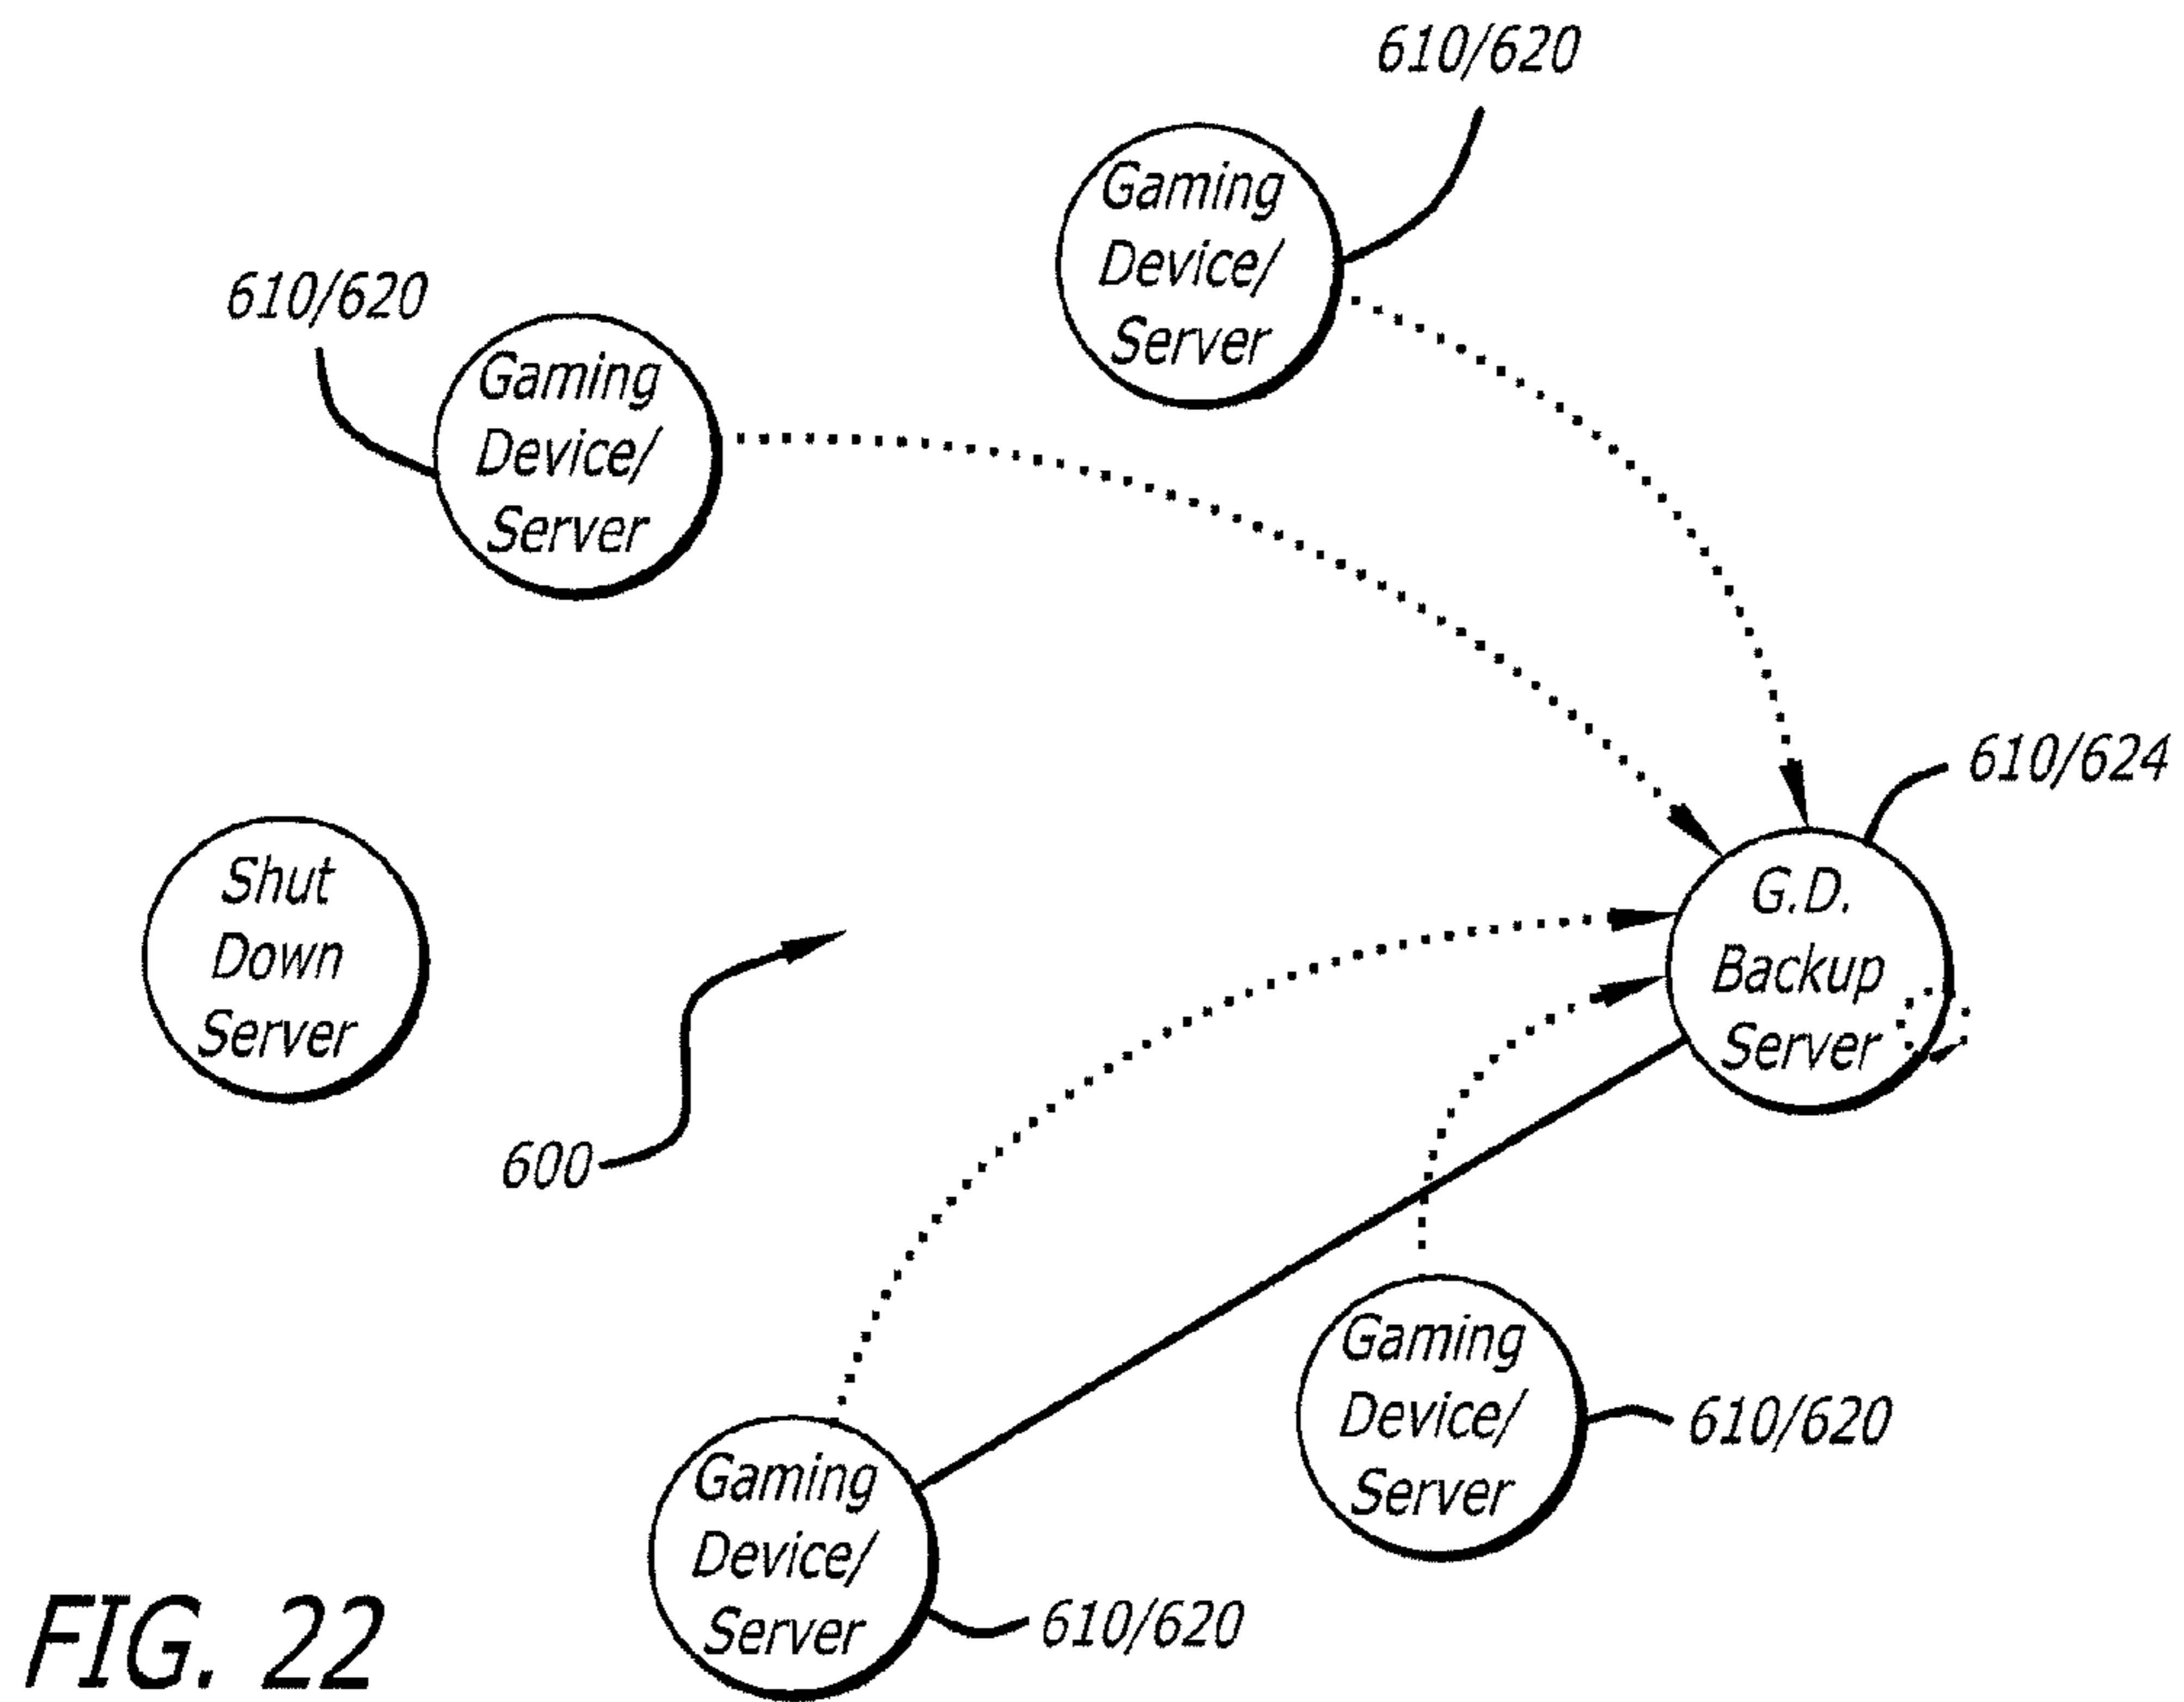 610/620
Gaming
Device/
Server
610/620
Gaming
Device/
Server
610/624
G.D.
Backup
Server
Shut
Down
Server
600
Gaming
Device/
Server
610/620
Gaming
Device/
Server
610/620
FIG. 22